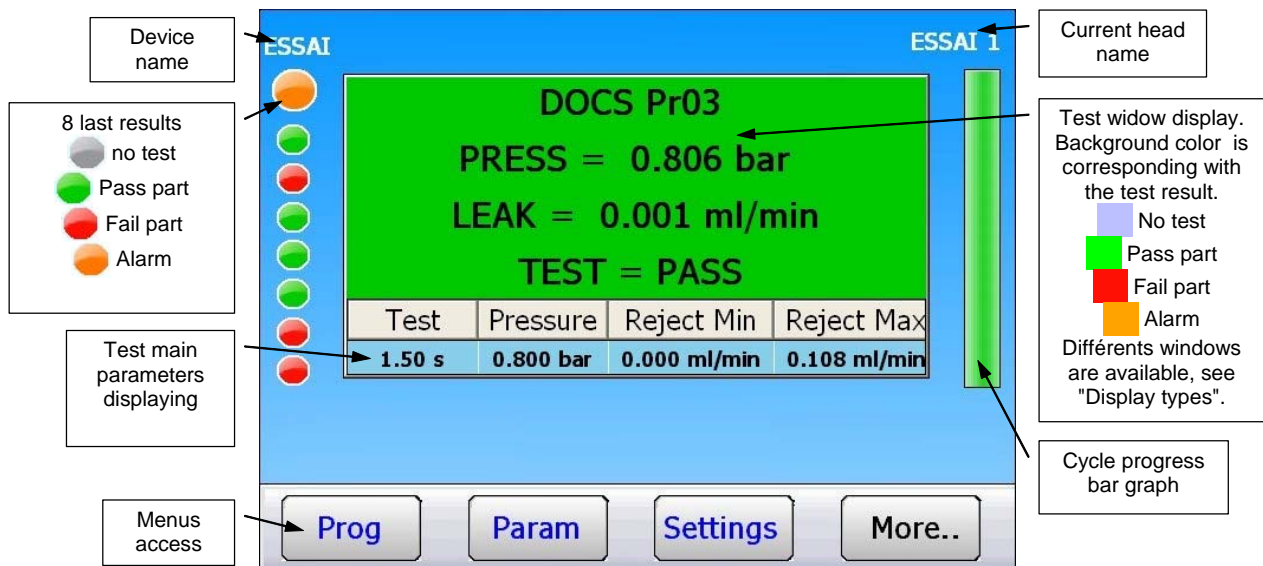 Device
name
ESSAI
ESSAI 1
Current head
name
8 last results
no test
Pass part
Fail part
Alarm
DOCS Pr03
PRESS = 0.806 bar
LEAK = 0.001 ml/min
TEST = PASS
Test Pressure Reject Min Reject Max
1.50 s 0.800 bar 0.000 ml/min 0.108 ml/min
Test widow display.
Background color is
corresponding with
the test result.
No test
Pass part
Fail part
Alarm
Différents windows
are available, see
"Display types".
Test main
parameters
displaying
Cycle progress
bar graph
Menus
access
Prog Param Settings More..